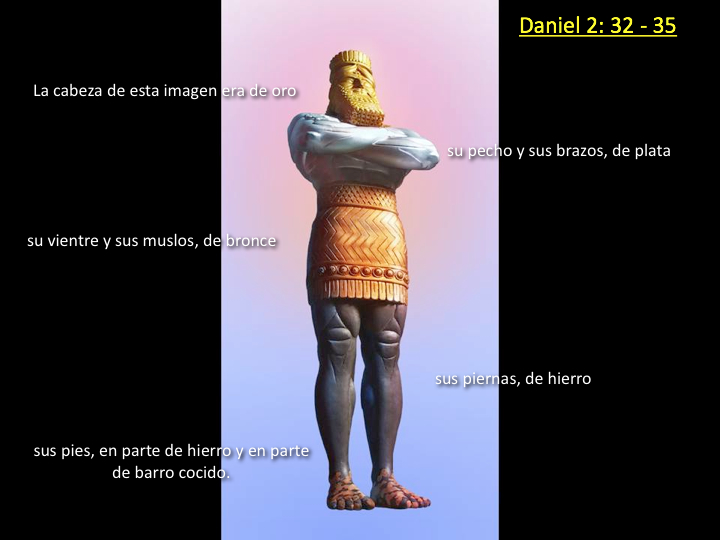 Daniel 2: 32 - 35
La cabeza de esta imagen era de oro
su pecho y sus brazos, de plata
su vientre y sus muslos, de bronce
sus piernas, de hierro
sus pies, en parte de hierro y en parte
de barro cocido.